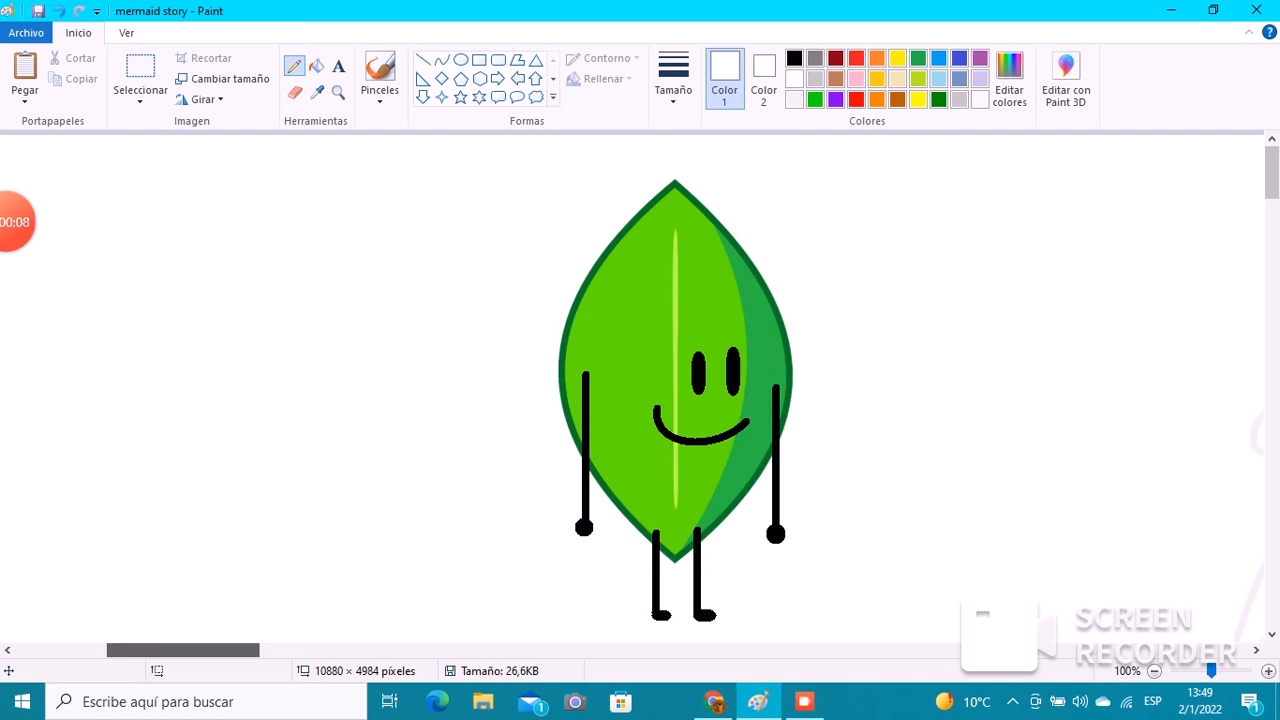 mermaid story - Paint
Archivo Inicio Ver
Pegar
Cortar
Copiar
Portapapeles
Seleccionar
Recortar
Cambiar tamaño
Girar
Imagen
A
Herramientas
Pinceles
Contorno
Rellenar
Formas
Tamaño
Color
1
Color
2
Editar
colores
Colores
Editar con
Paint 3D
00:08
SCREEN
RECORDER
10880 × 4984 píxeles
Tamaño: 26,6KB
100%
Escribe aquí para buscar
1
10°C
ESP
13:49
2/1/2022
1